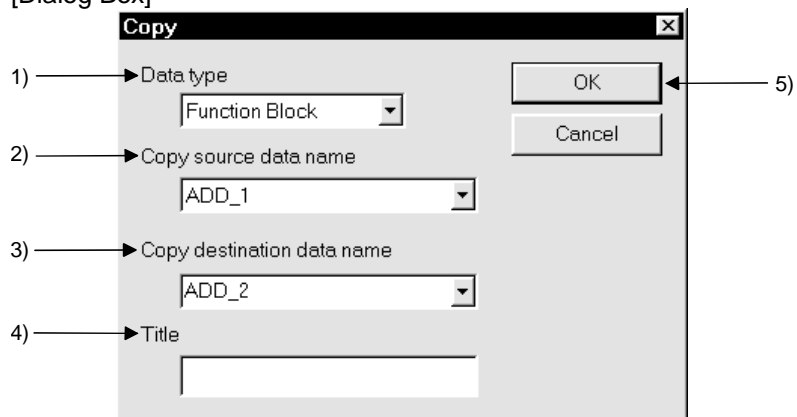 [Dialog Box]
Copy
1)
Data type
OK
5)
Function Block
Cancel
2)
Copy source data name
ADD_1
3)
Copy destination data name
ADD_2
4)
Title